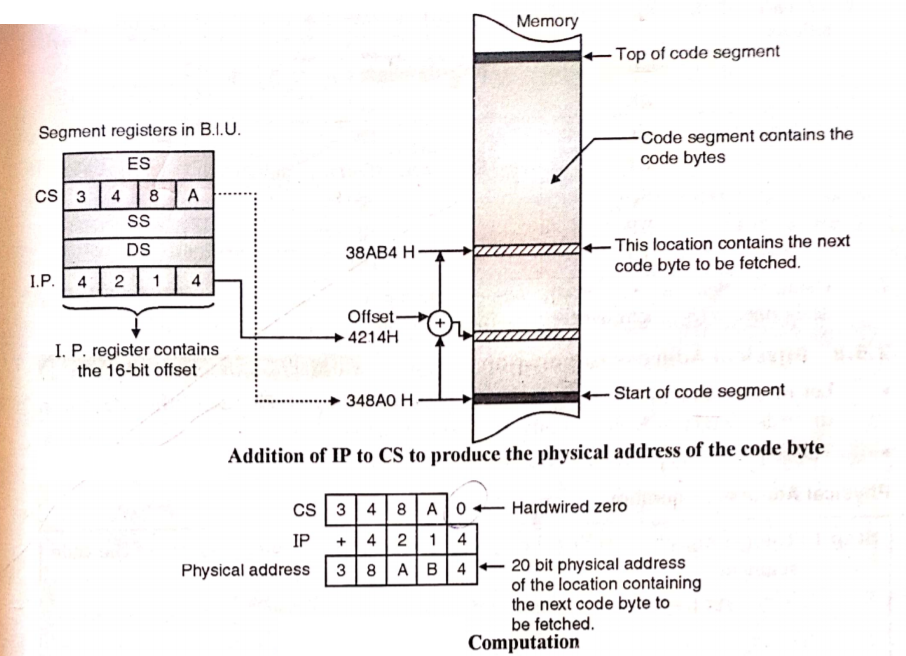 Memory
Top of code segment
Segment registers in B.I.U.
Code segment contains the
code bytes
ES
CS 3 4 8 A
SS
DS
I.P. 4 2 1 4
38AB4 H
This location contains the next
code byte to be fetched.
Offset
4214H
+
I. P. register contains
the 16-bit offset
348A0 H
Start of code segment
Addition of IP to CS to produce the physical address of the code byte
CS 3 4 8 A 0 Hardwired zero
IP + 4 2 1 4
Physical address 3 8 A B 4
20 bit physical address
of the location containing
the next code byte to
be fetched.
Computation